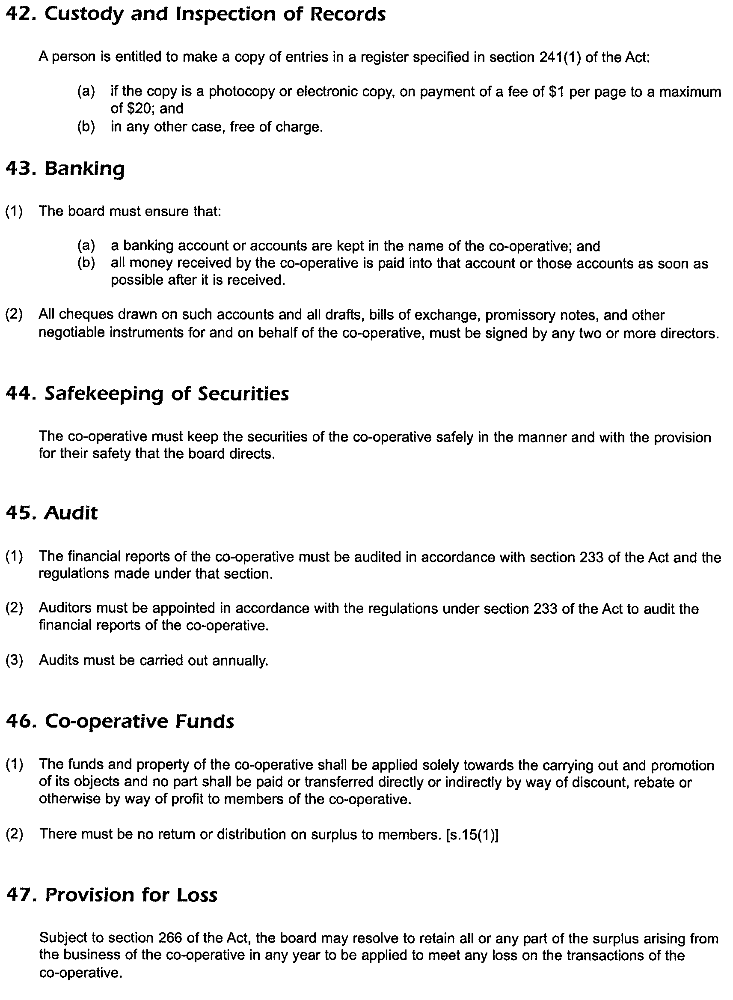 42. Custody and Inspection of Records
A person is entitled to make a copy of entries in a register specified in section 241(1) of the Act:
(a) if the copy is a photocopy or electronic copy, on payment of a fee of $1 per page to a maximum
of $20; and
(b) in any other case, free of charge.
43. Banking
(1) The board must ensure that:
(a) a banking account or accounts are kept in the name of the co-operative; and
(b) all money received by the co-operative is paid into that account or those accounts as soon as
possible after it is received.
(2) All cheques drawn on such accounts and all drafts, bills of exchange, promissory notes, and other
negotiable instruments for and on behalf of the co-operative, must be signed by any two or more directors.
44. Safekeeping of Securities
The co-operative must keep the securities of the co-operative safely in the manner and with the provision
for their safety that the board directs.
45. Audit
(1) The financial reports of the co-operative must be audited in accordance with section 233 of the Act and the
regulations made under that section.
(2) Auditors must be appointed in accordance with the regulations under section 233 of the Act to audit the
financial reports of the co-operative.
(3) Audits must be carried out annually.
46. Co-operative Funds
(1) The funds and property of the co-operative shall be applied solely towards the carrying out and promotion
of its objects and no part shall be paid or transferred directly or indirectly by way of discount, rebate or
otherwise by way of profit to members of the co-operative.
(2) There must be no return or distribution on surplus to members. [s.15(1)]
47. Provision for Loss
Subject to section 266 of the Act, the board may resolve to retain all or any part of the surplus arising from
the business of the co-operative in any year to be applied to meet any loss on the transactions of the
co-operative.